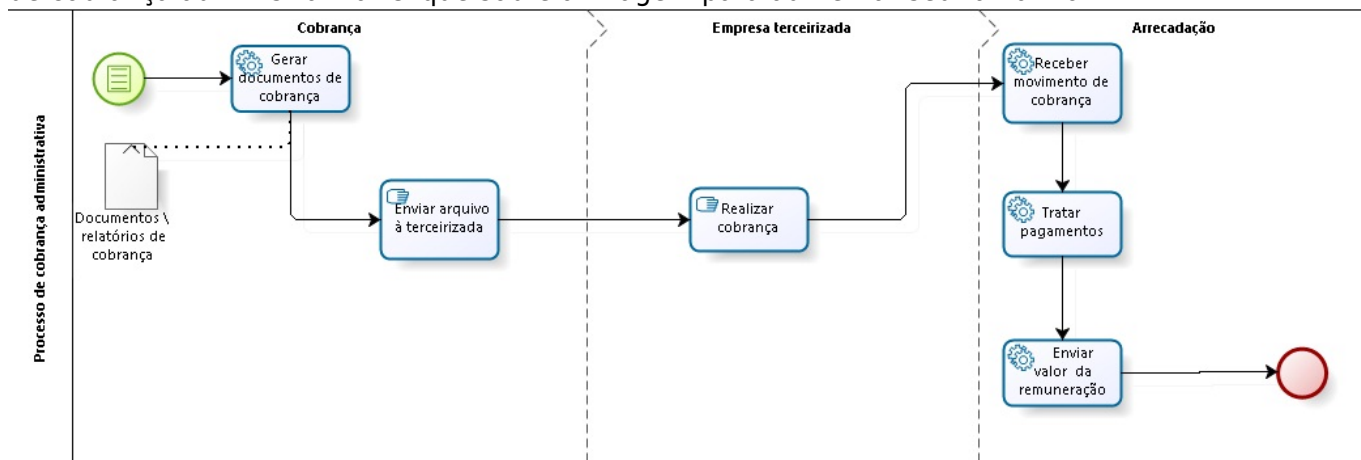 Cobrança
Empresa terceirizada
Arrecadação
Processo de cobrança administrativa
Gerar
documentos de
cobrança
Documentos \
relatórios de
cobrança
Enviar arquivo
à terceirizada
Realizar
cobrança
Receber
movimento de
cobrança
Tratar
pagamentos
Enviar
valor da
remuneração